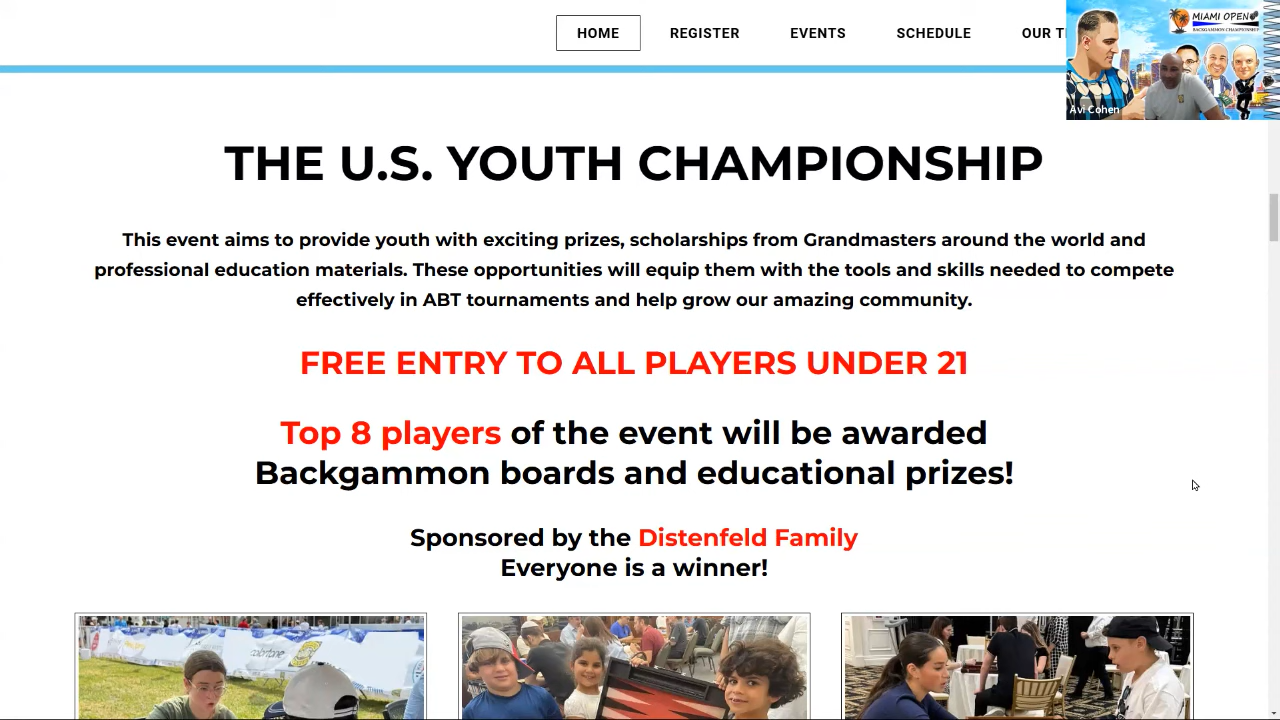 HOME REGISTER EVENTS SCHEDULE OUR T
MIAMI OPEN
BACKGAMMON CHAMPIONSHIP
Avi Cohen
THE U.S. YOUTH CHAMPIONSHIP
This event aims to provide youth with exciting prizes, scholarships from Grandmasters around the world and
professional education materials. These opportunities will equip them with the tools and skills needed to compete
effectively in ABT tournaments and help grow our amazing community.
FREE ENTRY TO ALL PLAYERS UNDER 21
Top 8 players of the event will be awarded
Backgammon boards and educational prizes!
Sponsored by the Distenfeld Family
Everyone is a winner!